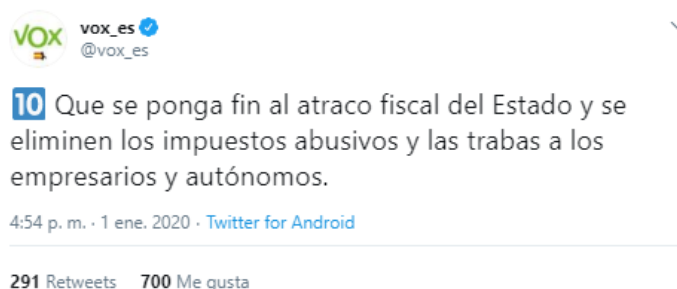 VOX
vox_es
@vox_es
10 Que se ponga fin al atraco fiscal del Estado y se
eliminen los impuestos abusivos y las trabas a los
empresarios y autónomos.
4:54 p. m. · 1 ene. 2020 · Twitter for Android
291 Retweets 700 Me gusta